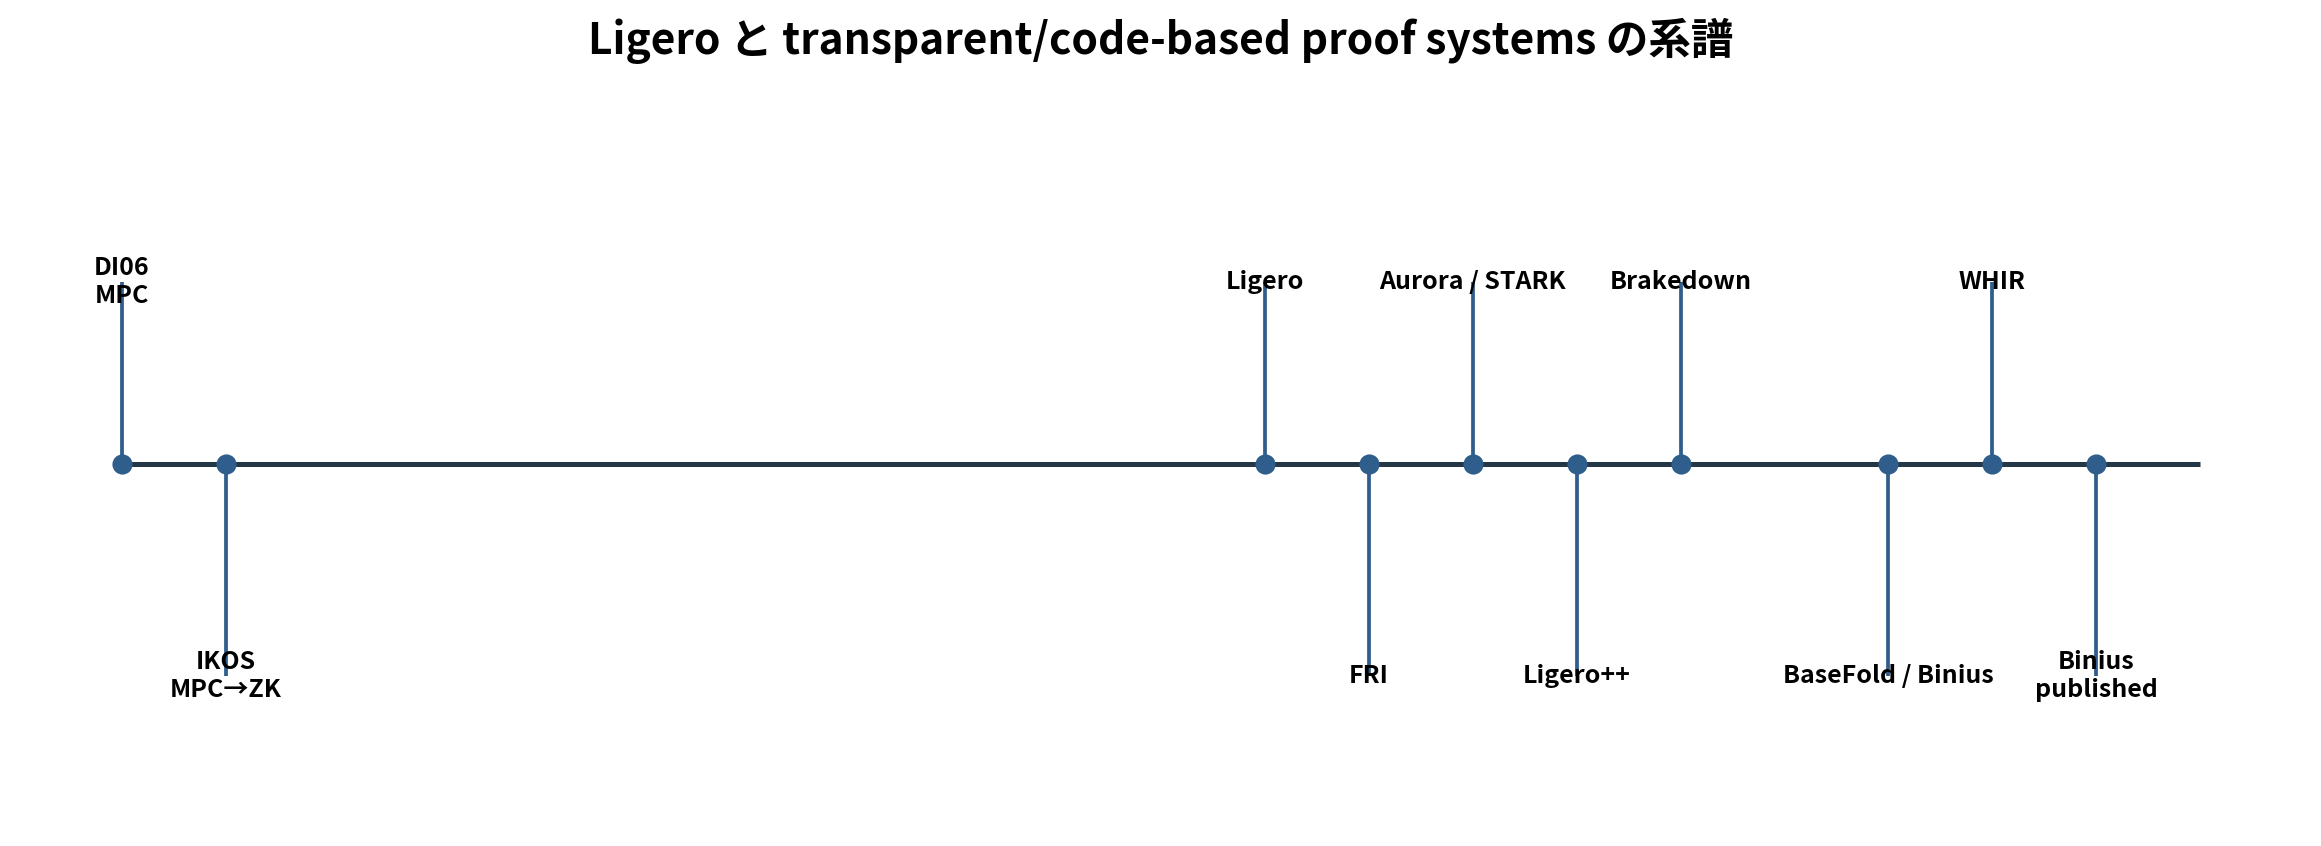 Ligero と transparent/code-based proof systems の系譜
DI06
MPC
Ligero
Aurora / STARK
Brakedown
WHIR
IKOS
MPC→ZK
FRI
Ligero++
BaseFold / Binius
Binius
published